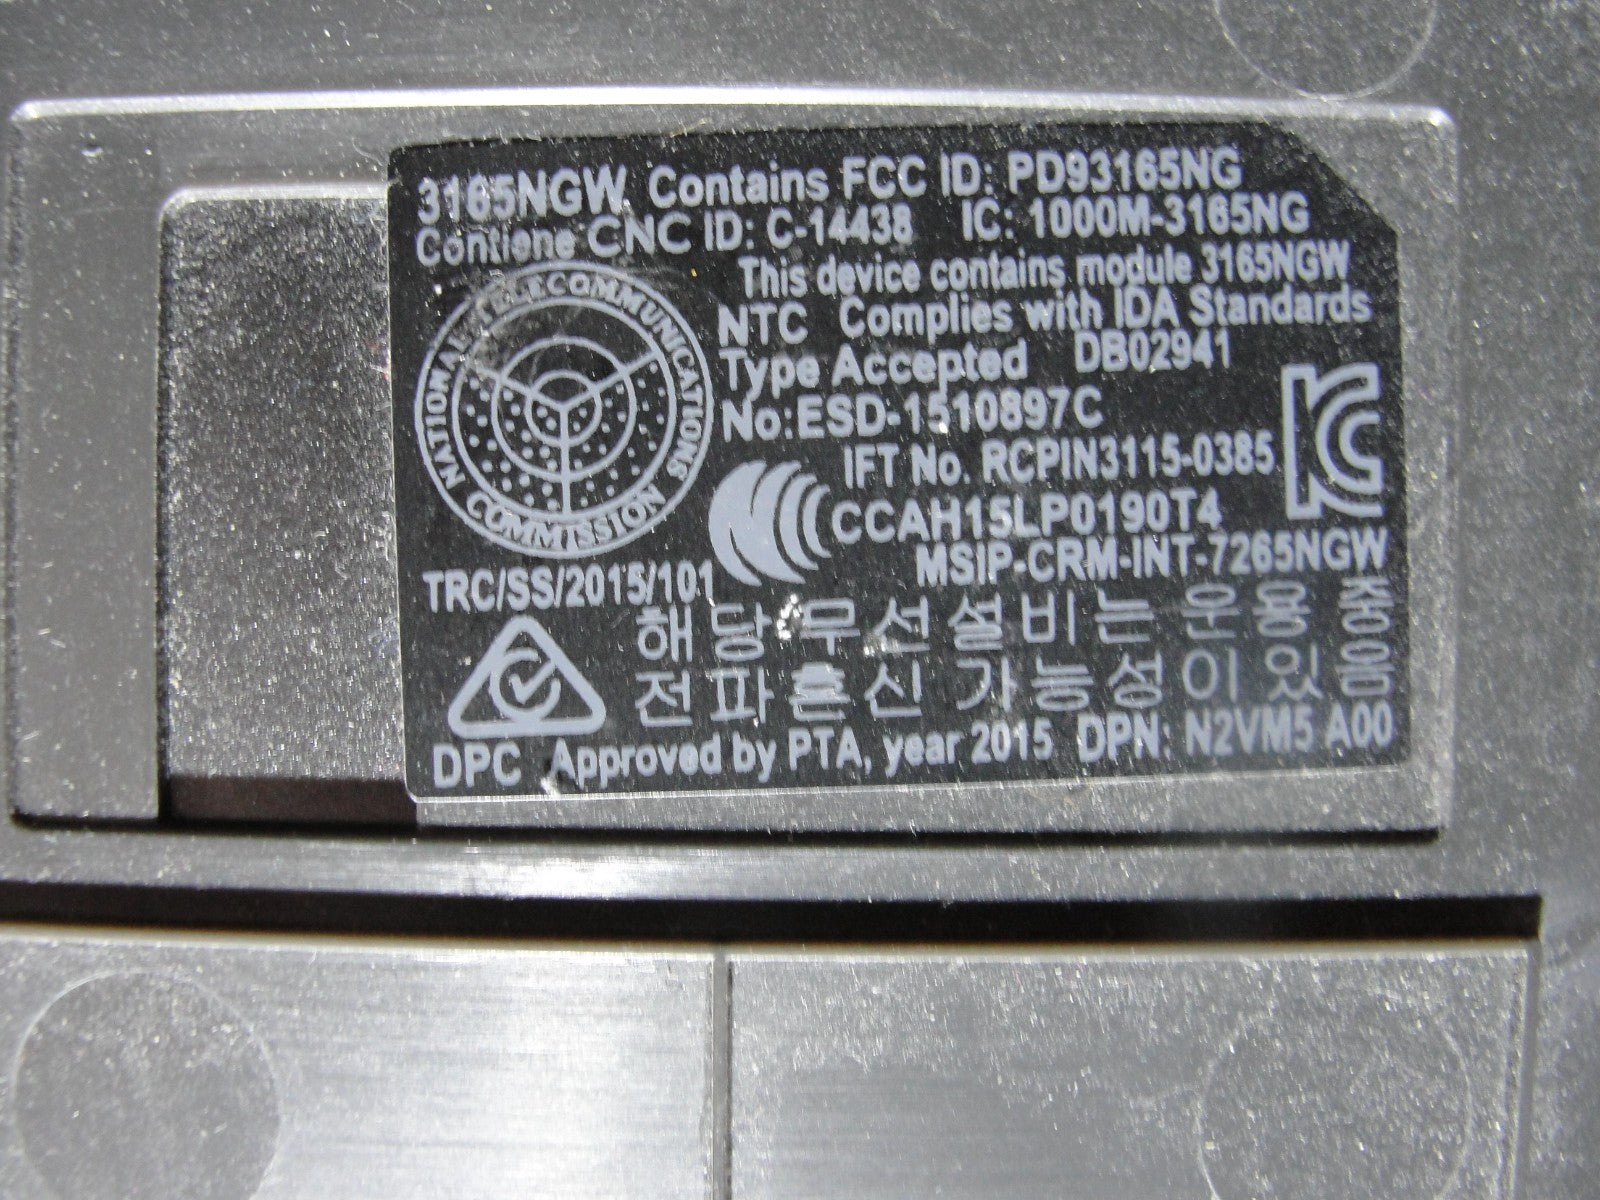 3165NGW Contains FCC ID: PD93165NG
Contiene CNC ID: C-14438 IC: 1000M-3165NG
This device contains module 3165NGW
NTC Complies with IDA Standards
Type Accepted DB02941
No:ESD-1510897C
NATIONAL TELECOMMUNICATIONS
COMMISSION
IFT No. RCPIN3115-0385
CCAH15LP0190T4
MSIP-CRM-INT-7265NGW
TRC/SS/2015/101
해당 무선설비는 운용 중
전파혼신 가능성이 있음
DPC Approved by PTA, year 2015 DPN: N2VM5 A00